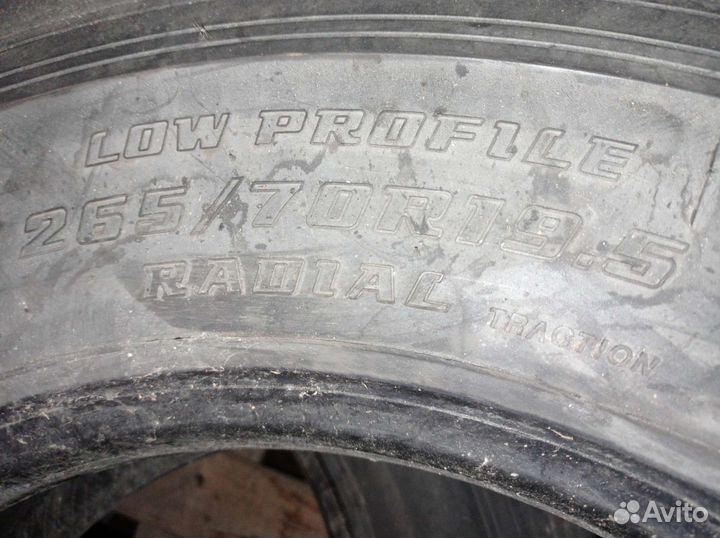 LOW PROFILE
265/70R19.5
RADIAL
TRACTION
Avito